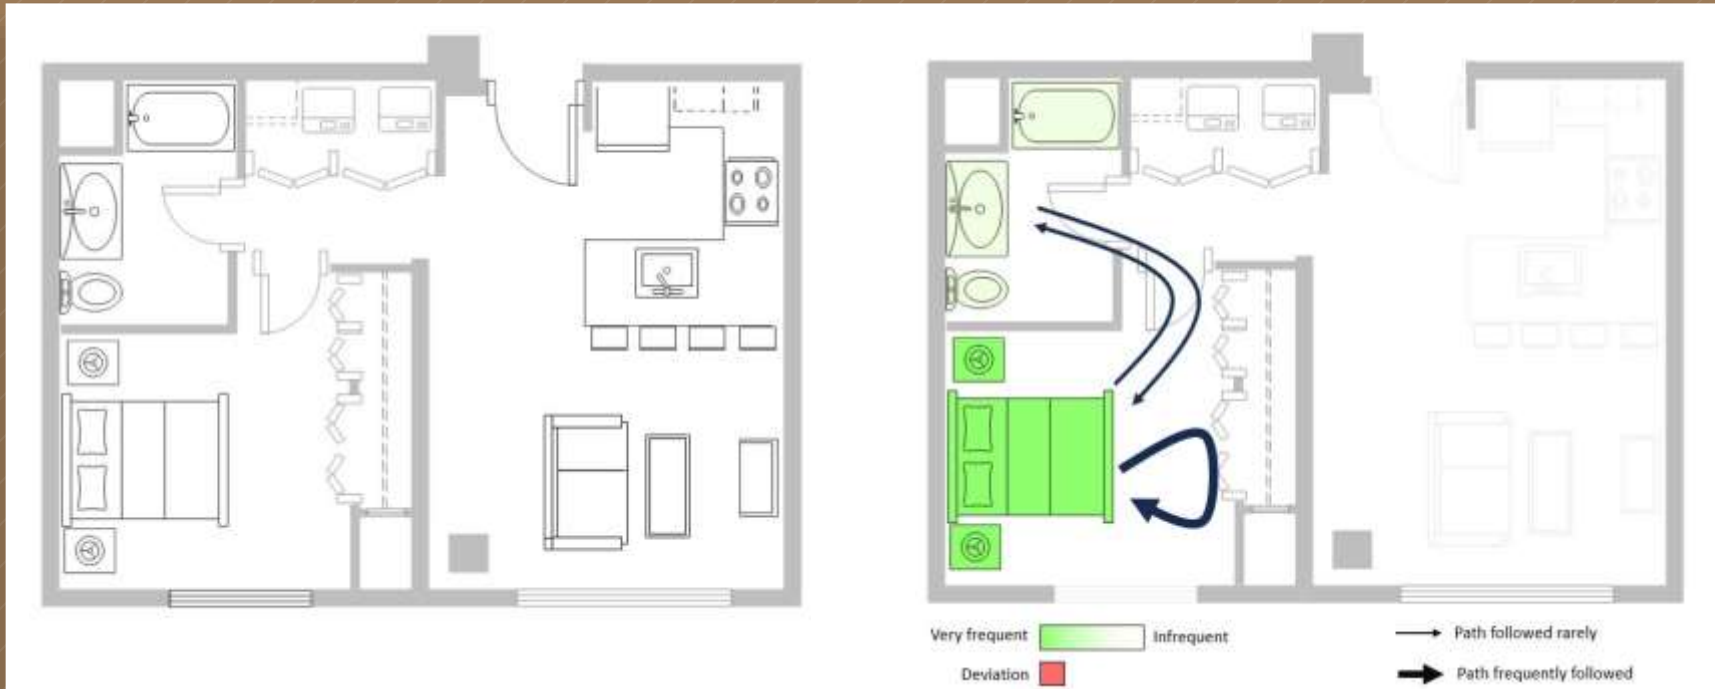 Very frequent
Infrequent
Path followed rarely
Deviation
Path frequently followed